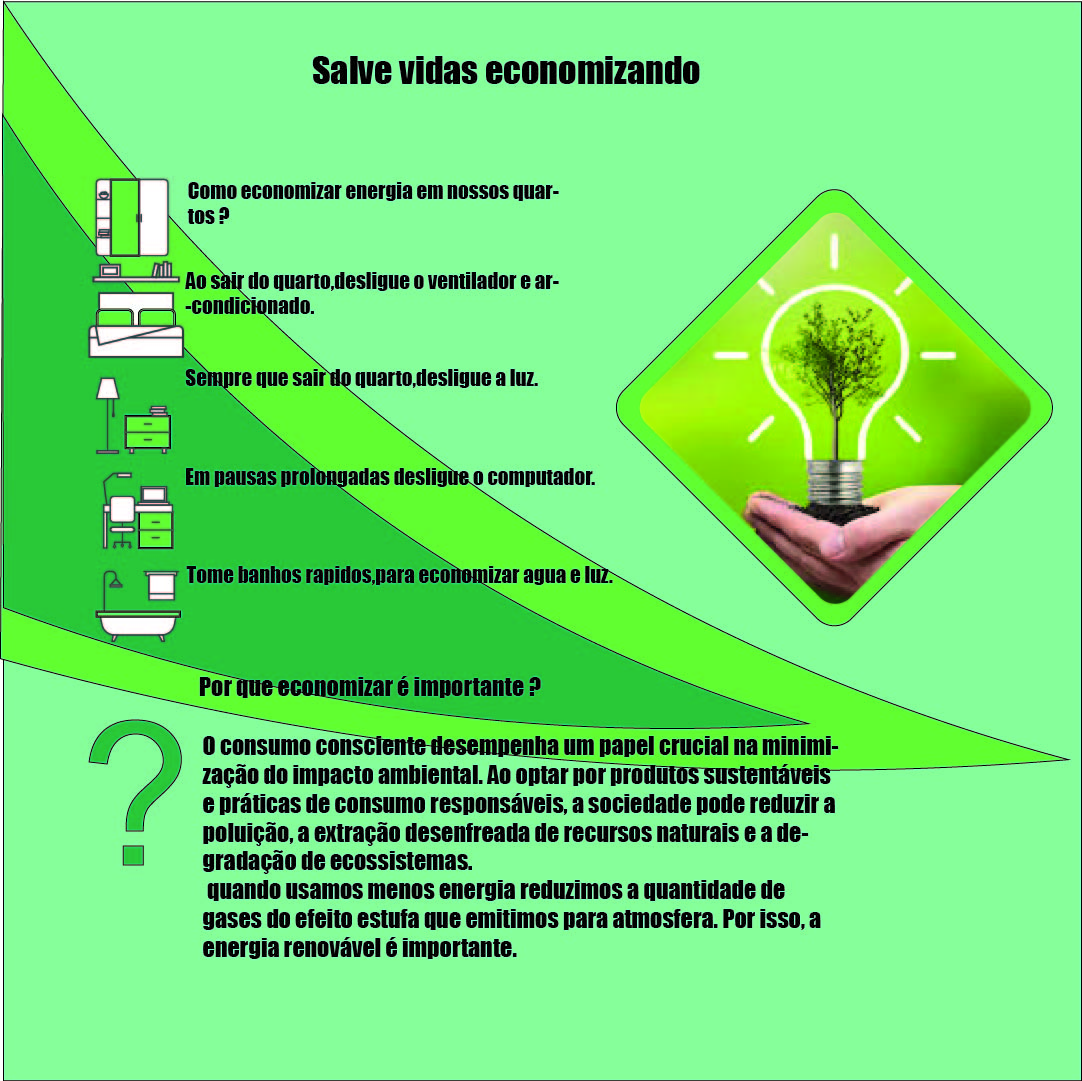 Salve vidas economizando
Como economizar energia em nossos quar-
tos ?
Ao sair do quarto,desligue o ventilador e ar-
-condicionado.
Sempre que sair do quarto,desligue a luz.
Em pausas prolongadas desligue o computador.
Tome banhos rapidos,para economizar agua e luz.
Por que economizar é importante ?
?
O consumo consciente desempenha um papel crucial na minimi-
zação do impacto ambiental. Ao optar por produtos sustentáveis
e práticas de consumo responsáveis, a sociedade pode reduzir a
poluição, a extração desenfreada de recursos naturais e a de-
gradação de ecossistemas.
quando usamos menos energia reduzimos a quantidade de
gases do efeito estufa que emitimos para atmosfera. Por isso, a
energia renovável é importante.